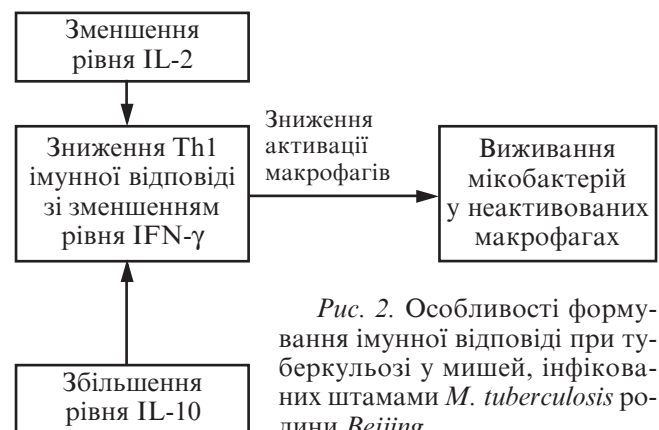 Зменшення
рівня IL-2
Зниження Th1
імунної відповіді
зі зменшенням
рівня IFN-γ
Зниження
активації
макрофагів
Виживання
мікобактерій
у неактивованих
макрофагах
Збільшення
рівня IL-10
Рис. 2. Особливості форму-
вання імунної відповіді при ту-
беркульозі у мишей, інфікова-
них штамами M. tuberculosis ро-
дини Beijing